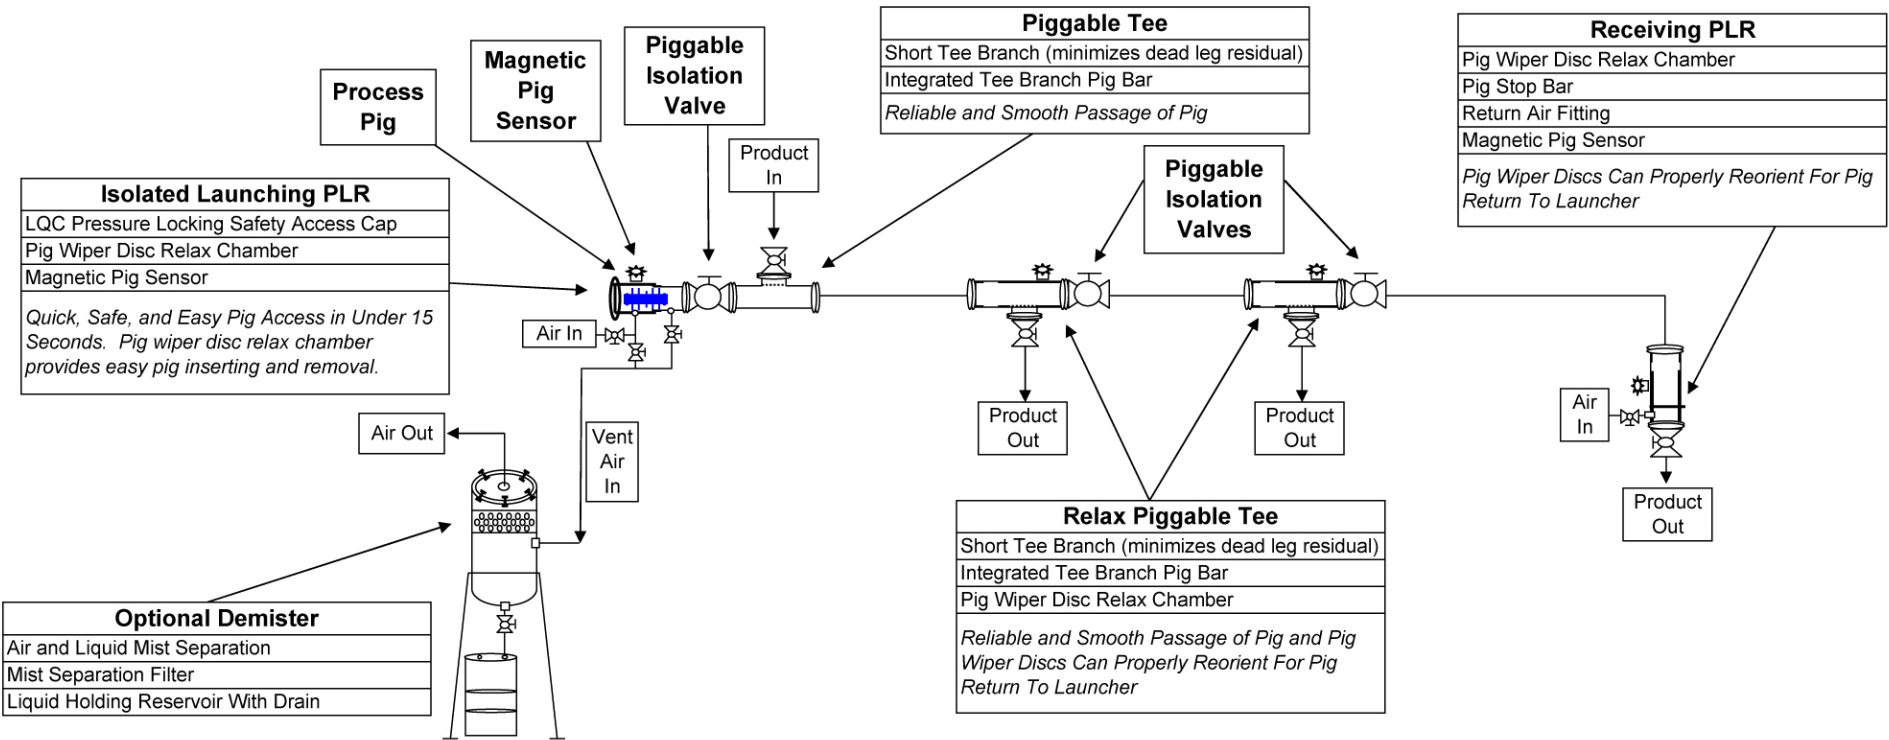 Piggable Tee
Short Tee Branch (minimizes dead leg residual)
Integrated Tee Branch Pig Bar
Reliable and Smooth Passage of Pig
Receiving PLR
Pig Wiper Disc Relax Chamber
Pig Stop Bar
Return Air Fitting
Magnetic Pig Sensor
Pig Wiper Discs Can Properly Reorient For Pig
Return To Launcher
Piggable
Isolation
Valve
Magnetic
Pig
Sensor
Process
Pig
Product
In
Piggable
Isolation
Valves
Isolated Launching PLR
LQC Pressure Locking Safety Access Cap
Pig Wiper Disc Relax Chamber
Magnetic Pig Sensor
Quick, Safe, and Easy Pig Access in Under 15
Seconds. Pig wiper disc relax chamber
provides easy pig inserting and removal.
Air In
Air Out
Vent
Air
In
Product
Out
Product
Out
Air
In
Product
Out
Relax Piggable Tee
Short Tee Branch (minimizes dead leg residual)
Integrated Tee Branch Pig Bar
Pig Wiper Disc Relax Chamber
Reliable and Smooth Passage of Pig and Pig
Wiper Discs Can Properly Reorient For Pig
Return To Launcher
Optional Demister
Air and Liquid Mist Separation
Mist Separation Filter
Liquid Holding Reservoir With Drain